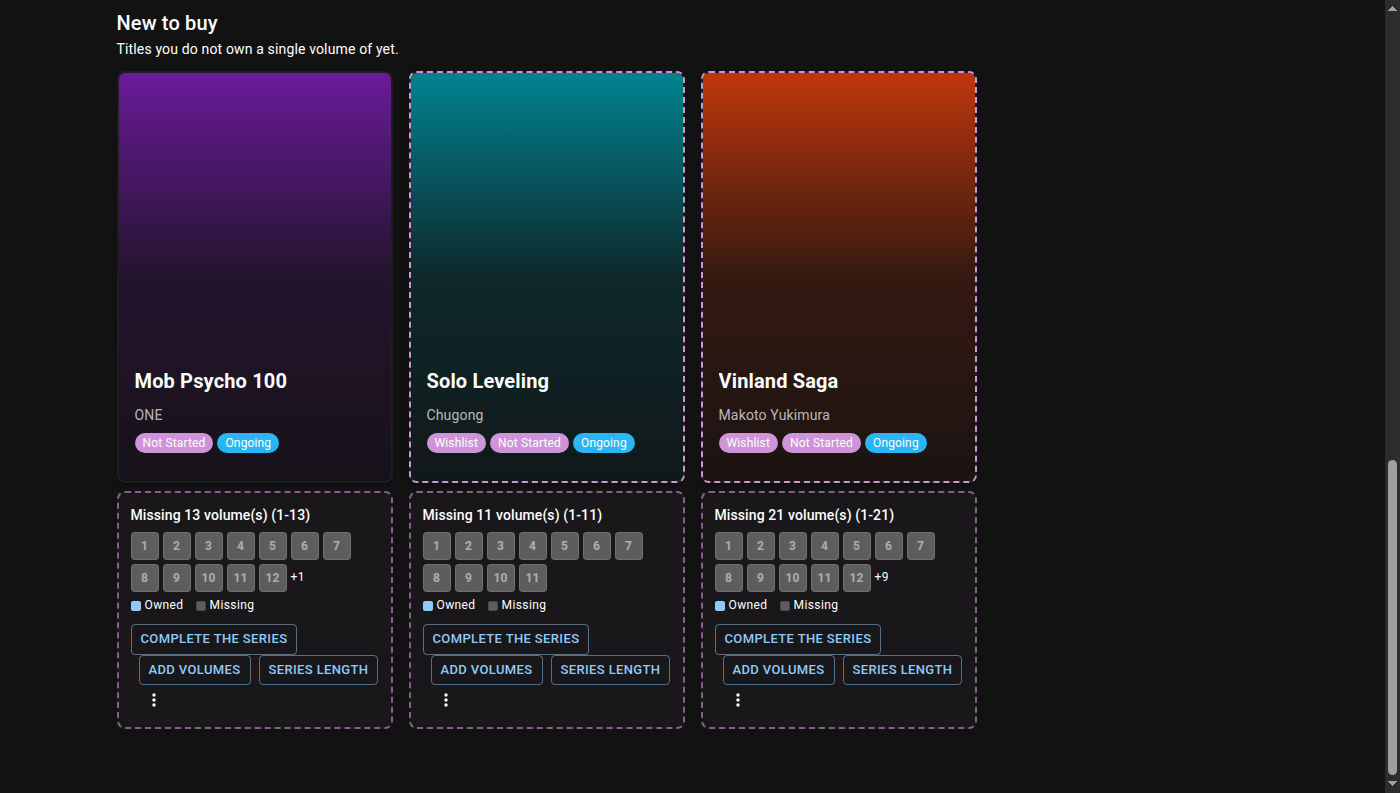 New to buy
Titles you do not own a single volume of yet.
Mob Psycho 100
ONE
Not Started Ongoing
Missing 13 volume(s) (1-13)
1 2 3 4 5 6 7
8 9 10 11 12 +1
Owned Missing
COMPLETE THE SERIES
ADD VOLUMES SERIES LENGTH
Solo Leveling
Chugong
Wishlist Not Started Ongoing
Missing 11 volume(s) (1-11)
1 2 3 4 5 6 7
8 9 10 11
Owned Missing
COMPLETE THE SERIES
ADD VOLUMES SERIES LENGTH
Vinland Saga
Makoto Yukimura
Wishlist Not Started Ongoing
Missing 21 volume(s) (1-21)
1 2 3 4 5 6 7
8 9 10 11 12 +9
Owned Missing
COMPLETE THE SERIES
ADD VOLUMES SERIES LENGTH